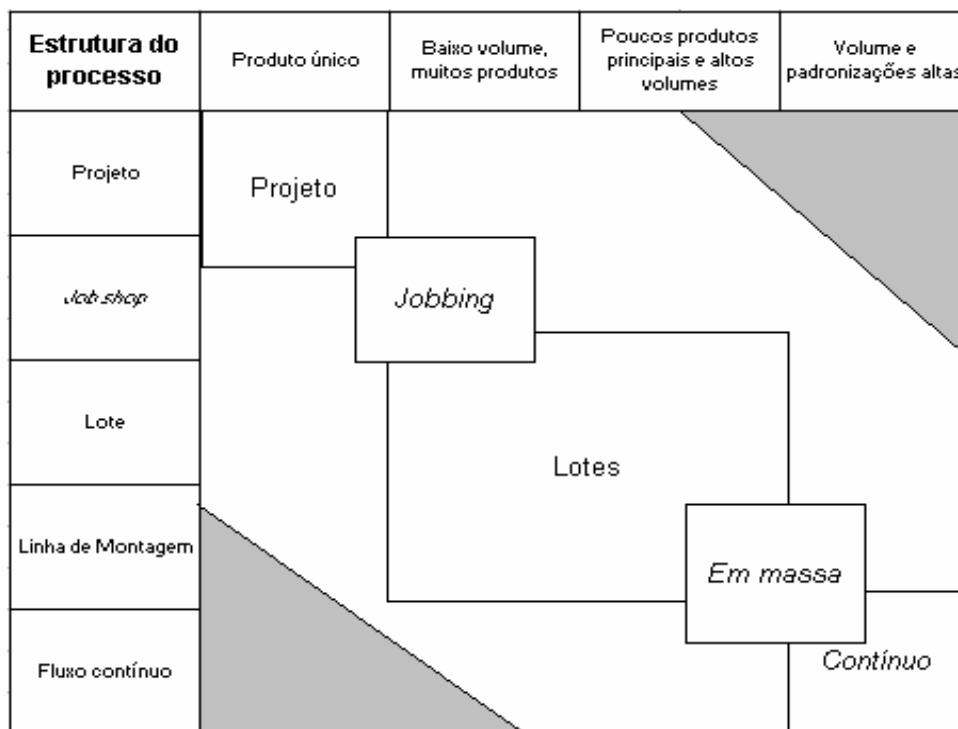 Estrutura do
processo
Produto único
Baixo volume,
muitos produtos
Poucos produtos
principais e altos
volumes
Volume e
padronizações altas
Projeto
Projeto
Job shop
Jobbing
Lote
Lotes
Linha de Montagem
Em massa
Fluxo contínuo
Contínuo